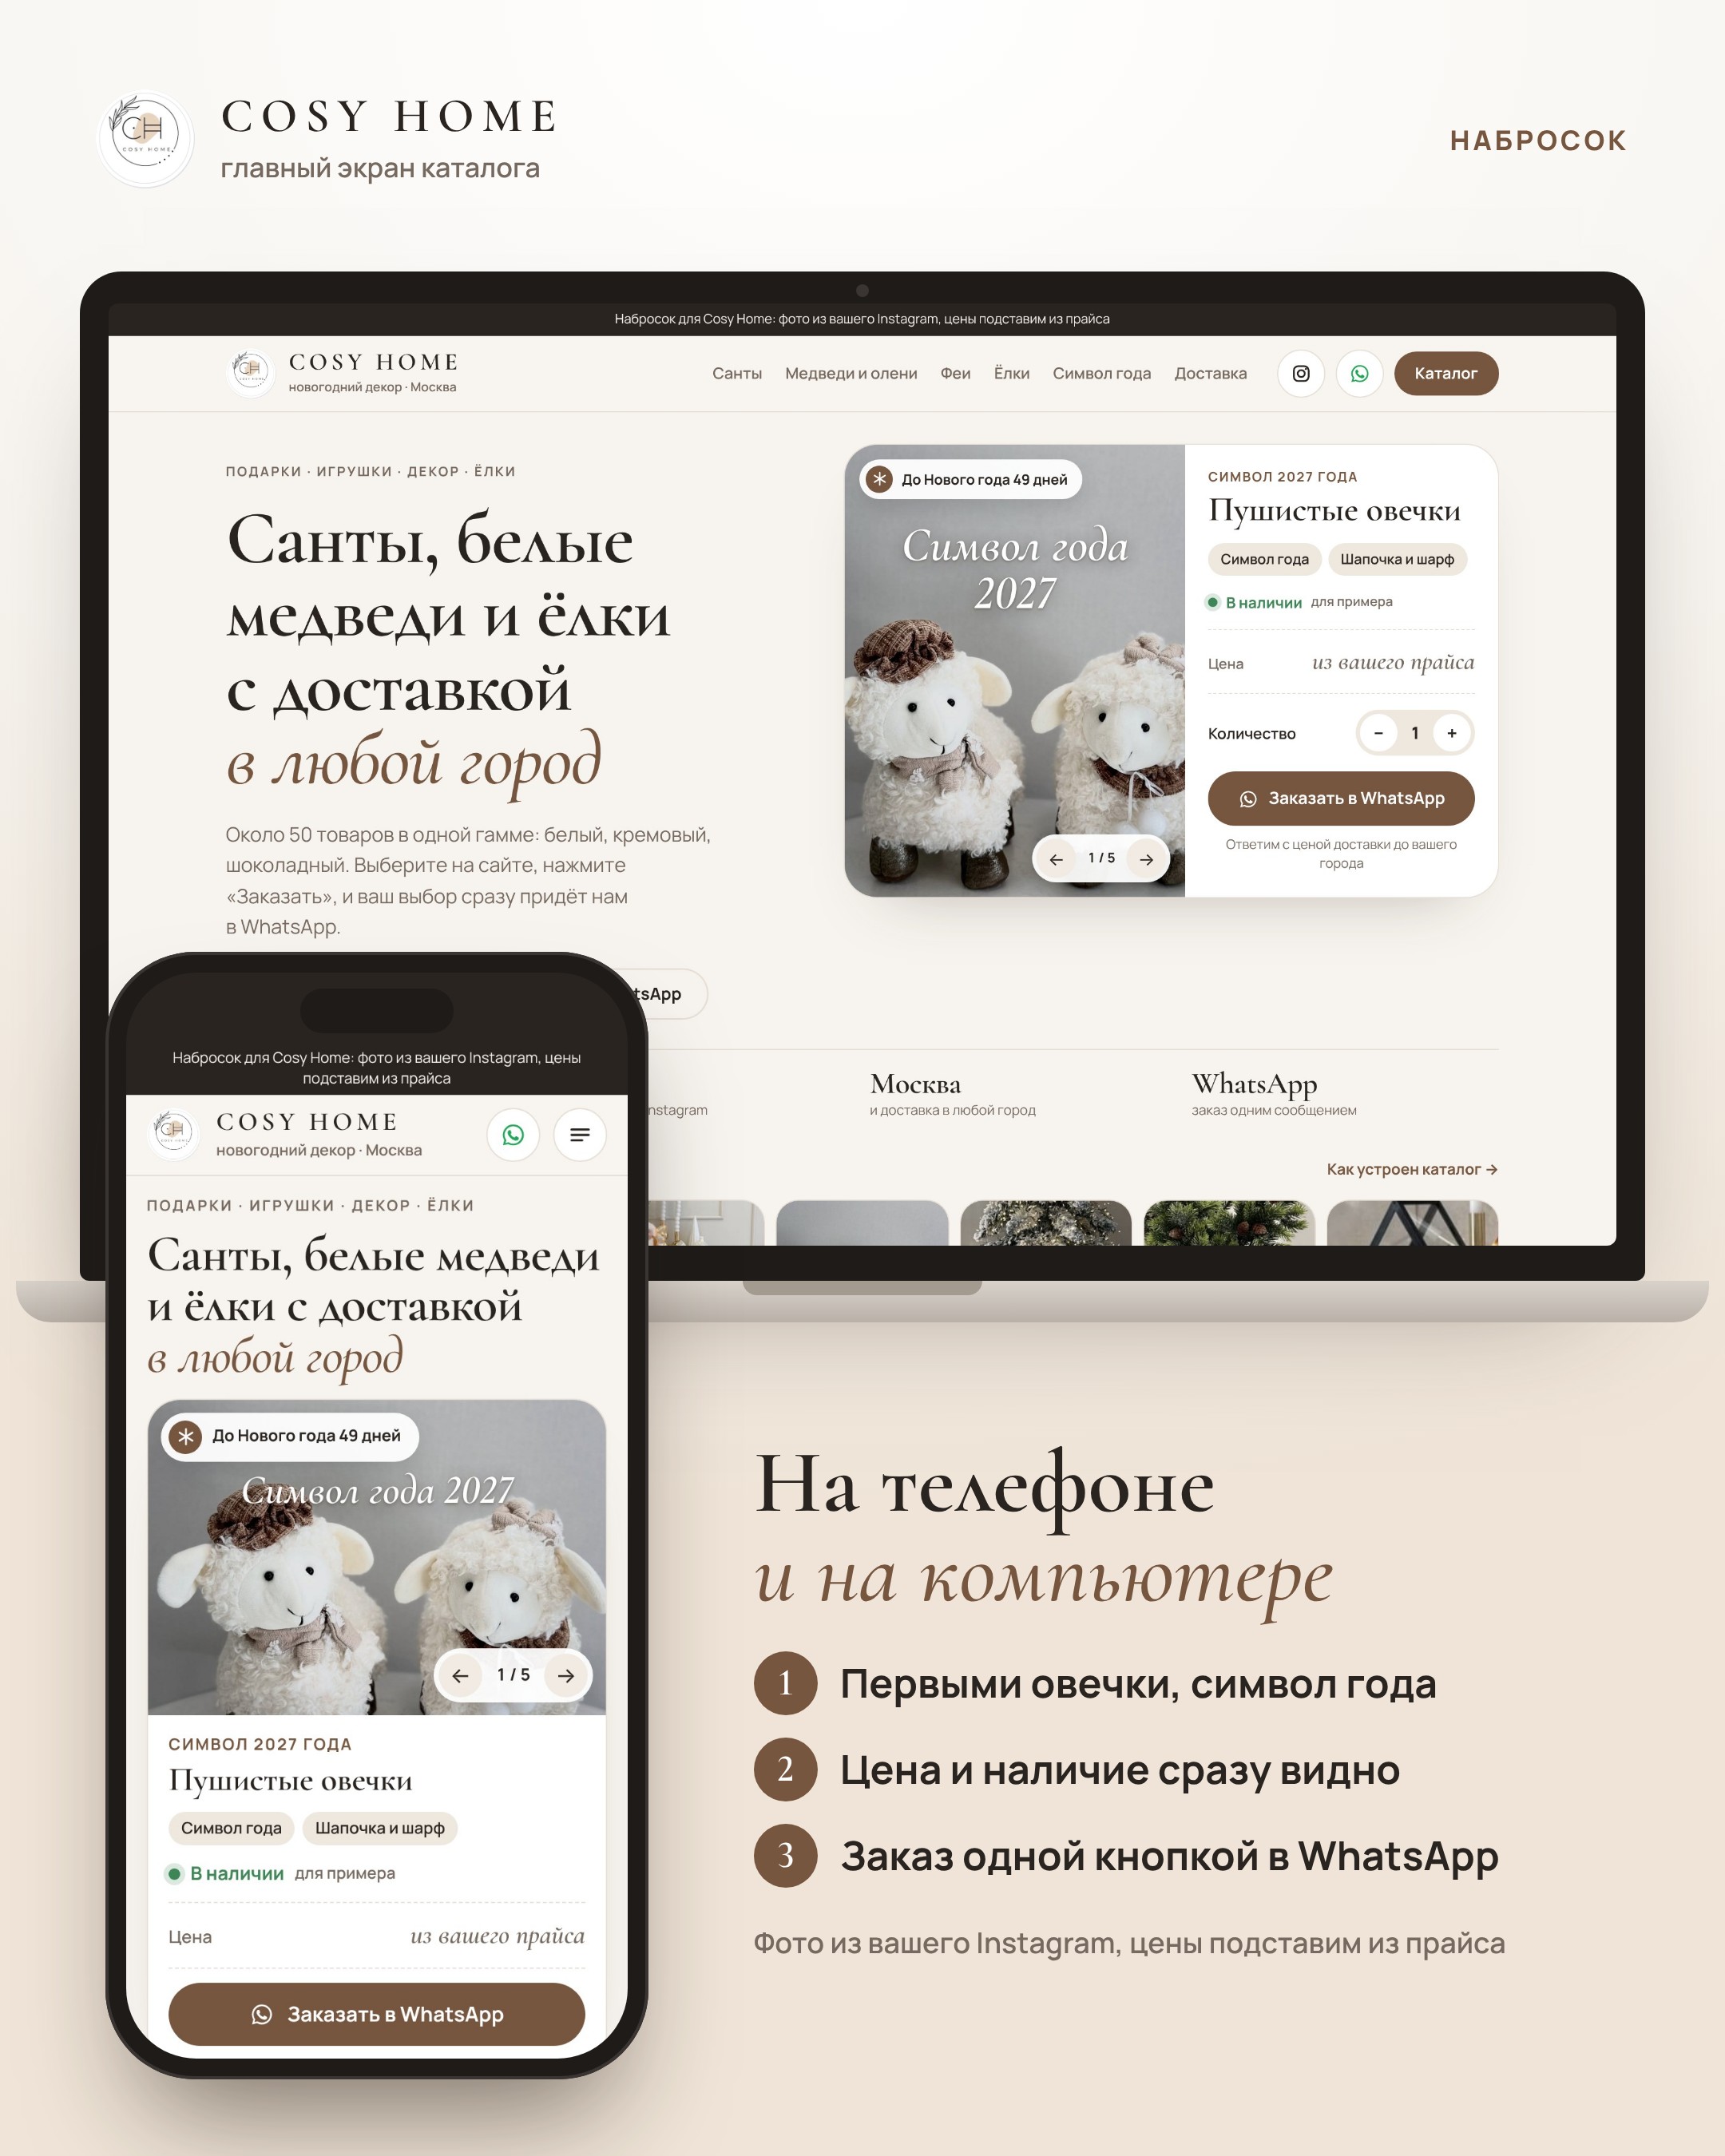 COSY HOME
главный экран каталога
НАБРОСОК
Набросок для Cosy Home: фото из вашего Instagram, цены подставим из прайса
COSY HOME
новогодний декор · Москва
Санты Медведи и олени Феи Ёлки Символ года Доставка Каталог
ПОДАРКИ · ИГРУШКИ · ДЕКОР · ЁЛКИ
Санты, белые
медведи и ёлки
с доставкой
в любой город
Около 50 товаров в одной гамме: белый, кремовый,
шоколадный. Выберите на сайте, нажмите
«Заказать», и ваш выбор сразу придёт нам
в WhatsApp.
До Нового года 49 дней
Символ года
2027
1 / 5
СИМВОЛ 2027 ГОДА
Пушистые овечки
Символ года Шапочка и шарф
В наличии для примера
Цена из вашего прайса
Количество − 1 +
Заказать в WhatsApp
Ответим с ценой доставки до вашего
города
tsApp
nstagram
Москва
и доставка в любой город
WhatsApp
заказ одним сообщением
Как устроен каталог →
Набросок для Cosy Home: фото из вашего Instagram, цены
подставим из прайса
COSY HOME
новогодний декор · Москва
ПОДАРКИ · ИГРУШКИ · ДЕКОР · ЁЛКИ
Санты, белые медведи
и ёлки с доставкой
в любой город
До Нового года 49 дней
Символ года 2027
1 / 5
СИМВОЛ 2027 ГОДА
Пушистые овечки
Символ года Шапочка и шарф
В наличии для примера
Цена из вашего прайса
Заказать в WhatsApp
На телефоне
и на компьютере
1 Первыми овечки, символ года
2 Цена и наличие сразу видно
3 Заказ одной кнопкой в WhatsApp
Фото из вашего Instagram, цены подставим из прайса